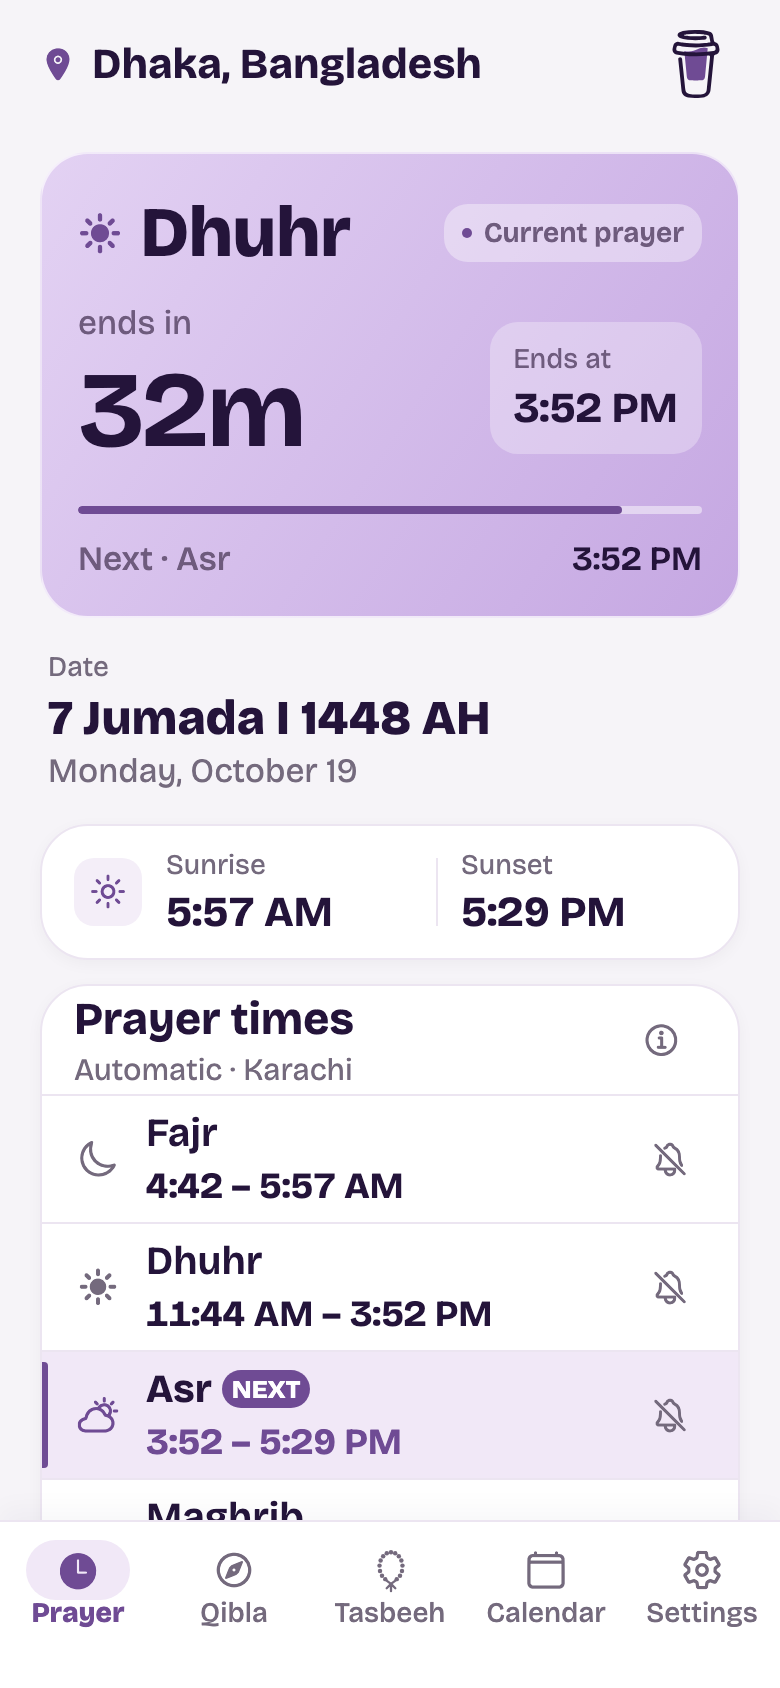 Dhaka, Bangladesh
Dhuhr
Current prayer
ends in
32m
Ends at
3:52 PM
Next · Asr
3:52 PM
Date
7 Jumada I 1448 AH
Monday, October 19
Sunrise
5:57 AM
Sunset
5:29 PM
Prayer times
Automatic · Karachi
Fajr
4:42 – 5:57 AM
Dhuhr
11:44 AM – 3:52 PM
Asr NEXT
3:52 – 5:29 PM
Maghrib
Prayer
Qibla
Tasbeeh
Calendar
Settings